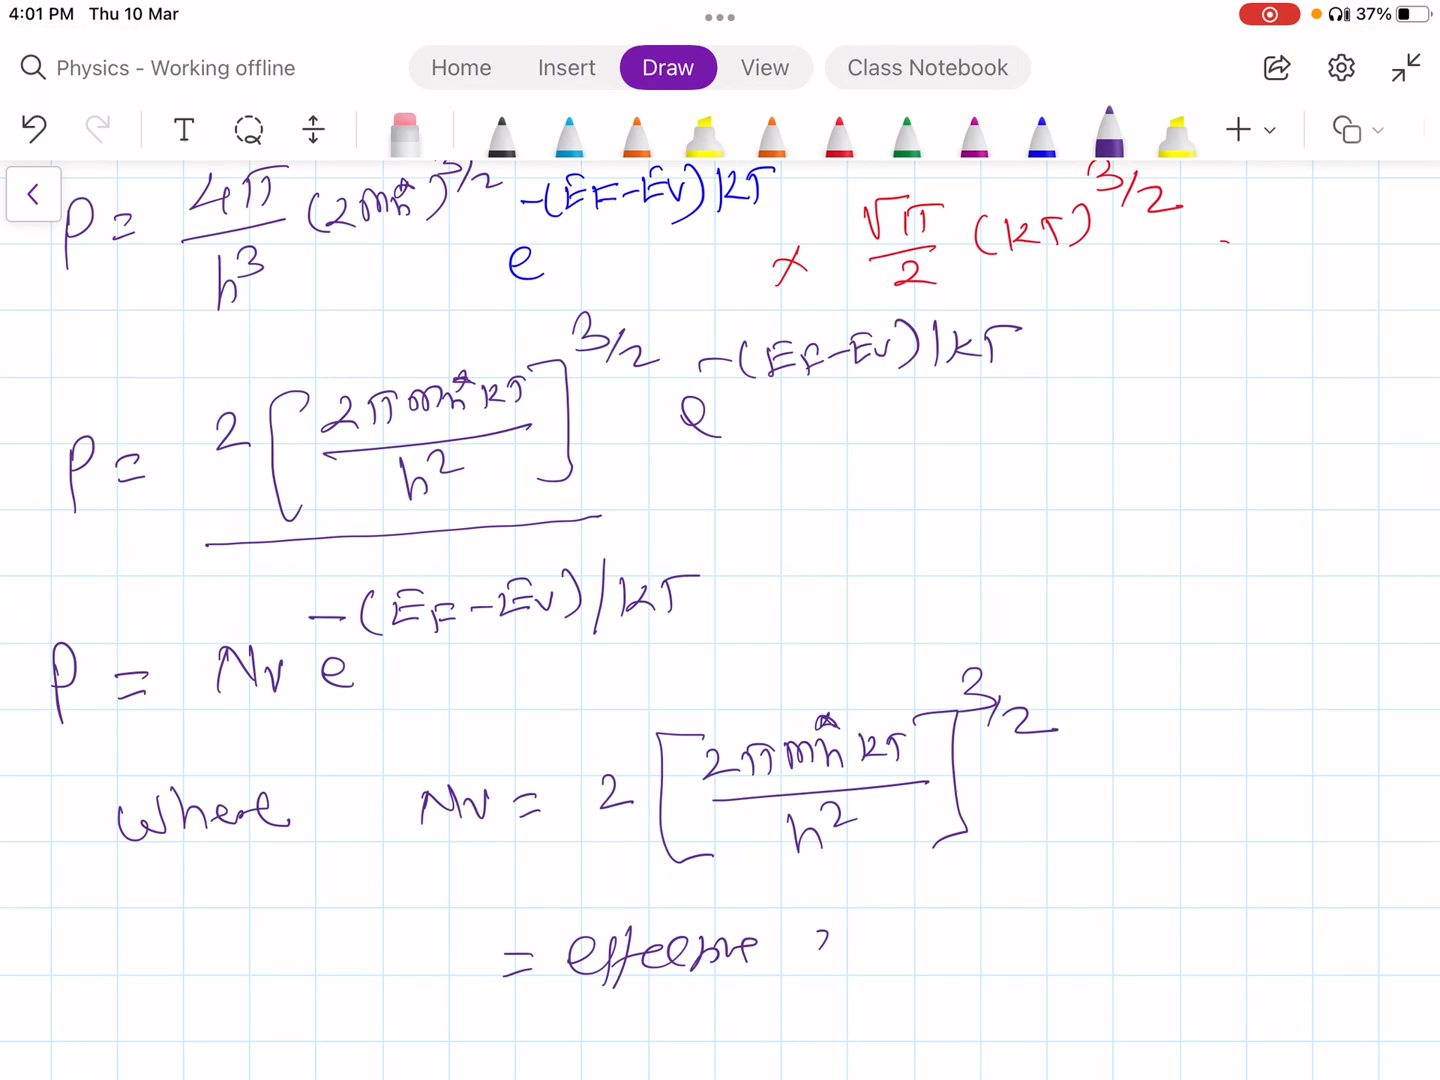 4:01 PM Thu 10 Mar 37%
Physics - Working offline Home Insert Draw View Class Notebook
T
P = 4π/h³ (2mh*)^3/2 e^-(EF-EV)/kT × √π/2 (kT)^3/2
P = 2 [2πmh*kT/h²]^3/2 e^-(EF-EV)/kT
P = NV e^-(EF-EV)/kT
where NV = 2 [2πmh*kT/h²]^3/2
= effective